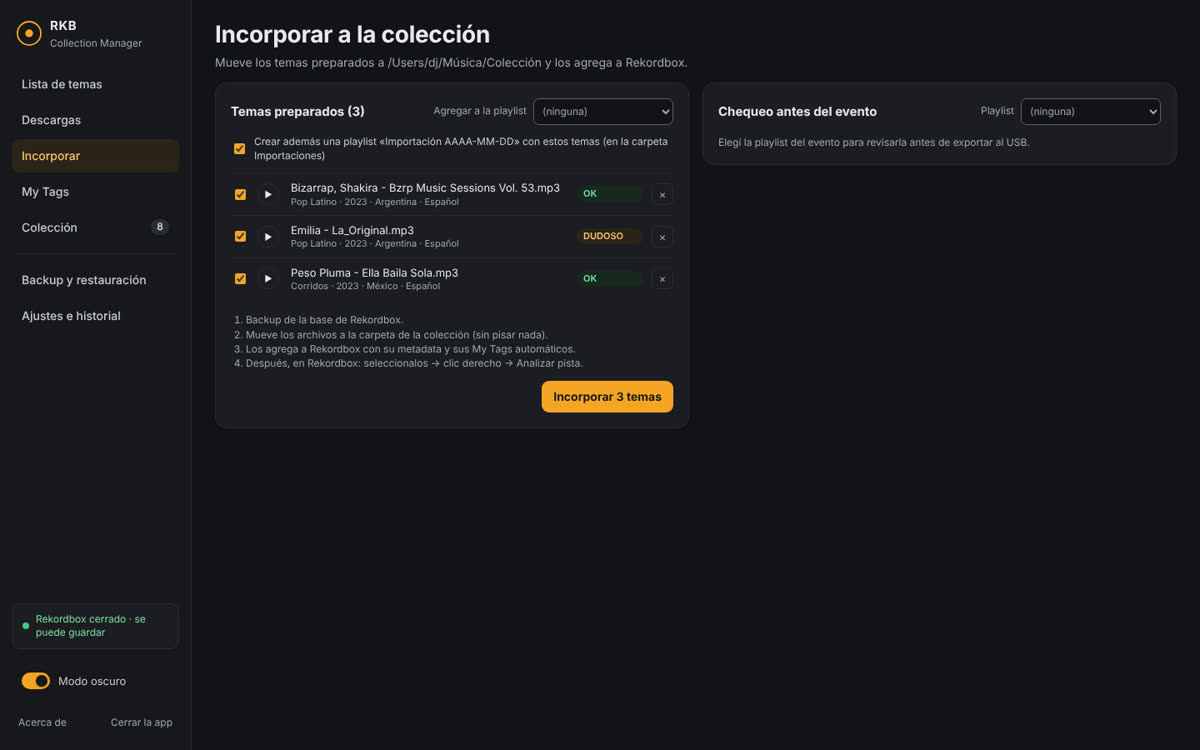 RKB
Collection Manager
Lista de temas
Descargas
Incorporar
My Tags
Colección 8
Backup y restauración
Ajustes e historial
Rekordbox cerrado · se
puede guardar
Modo oscuro
Acerca de Cerrar la app
Incorporar a la colección
Mueve los temas preparados a /Users/dj/Música/Colección y los agrega a Rekordbox.
Temas preparados (3) Agregar a la playlist (ninguna)
Crear además una playlist «Importación AAAA-MM-DD» con estos temas (en la carpeta
Importaciones)
Bizarrap, Shakira - Bzrp Music Sessions Vol. 53.mp3 OK ×
Pop Latino · 2023 · Argentina · Español
Emilia - La_Original.mp3 DUDOSO ×
Pop Latino · 2023 · Argentina · Español
Peso Pluma - Ella Baila Sola.mp3 OK ×
Corridos · 2023 · México · Español
1. Backup de la base de Rekordbox.
2. Mueve los archivos a la carpeta de la colección (sin pisar nada).
3. Los agrega a Rekordbox con su metadata y sus My Tags automáticos.
4. Después, en Rekordbox: seleccionalos → clic derecho → Analizar pista.
Incorporar 3 temas
Chequeo antes del evento Playlist (ninguna)
Elegí la playlist del evento para revisarla antes de exportar al USB.